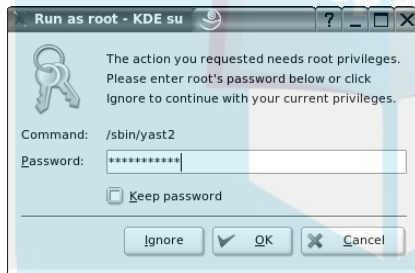 Run as root - KDE su
The action you requested needs root privileges.
Please enter root's password below or click
Ignore to continue with your current privileges.
Command: /sbin/yast2
Password: ***********
Keep password
Ignore
OK
Cancel